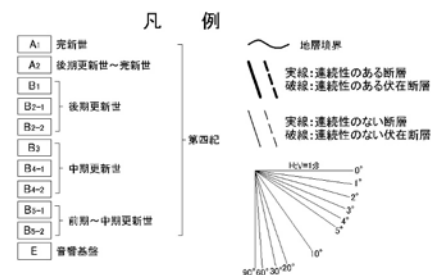 凡 例
A1 完新世
A2 後期更新世～完新世
B1
B2-1 後期更新世
B2-2
B3
B4-1 中期更新世
B4-2
B5-1 前期～中期更新世
B5-2
E 音響基盤
第四紀
地層境界
実線：連続性のある断層
破線：連続性のある伏在断層
実線：連続性のない断層
破線：連続性のない伏在断層
0°
1°
2°
3°
4°
5°
10°
90° 60° 30° 20°